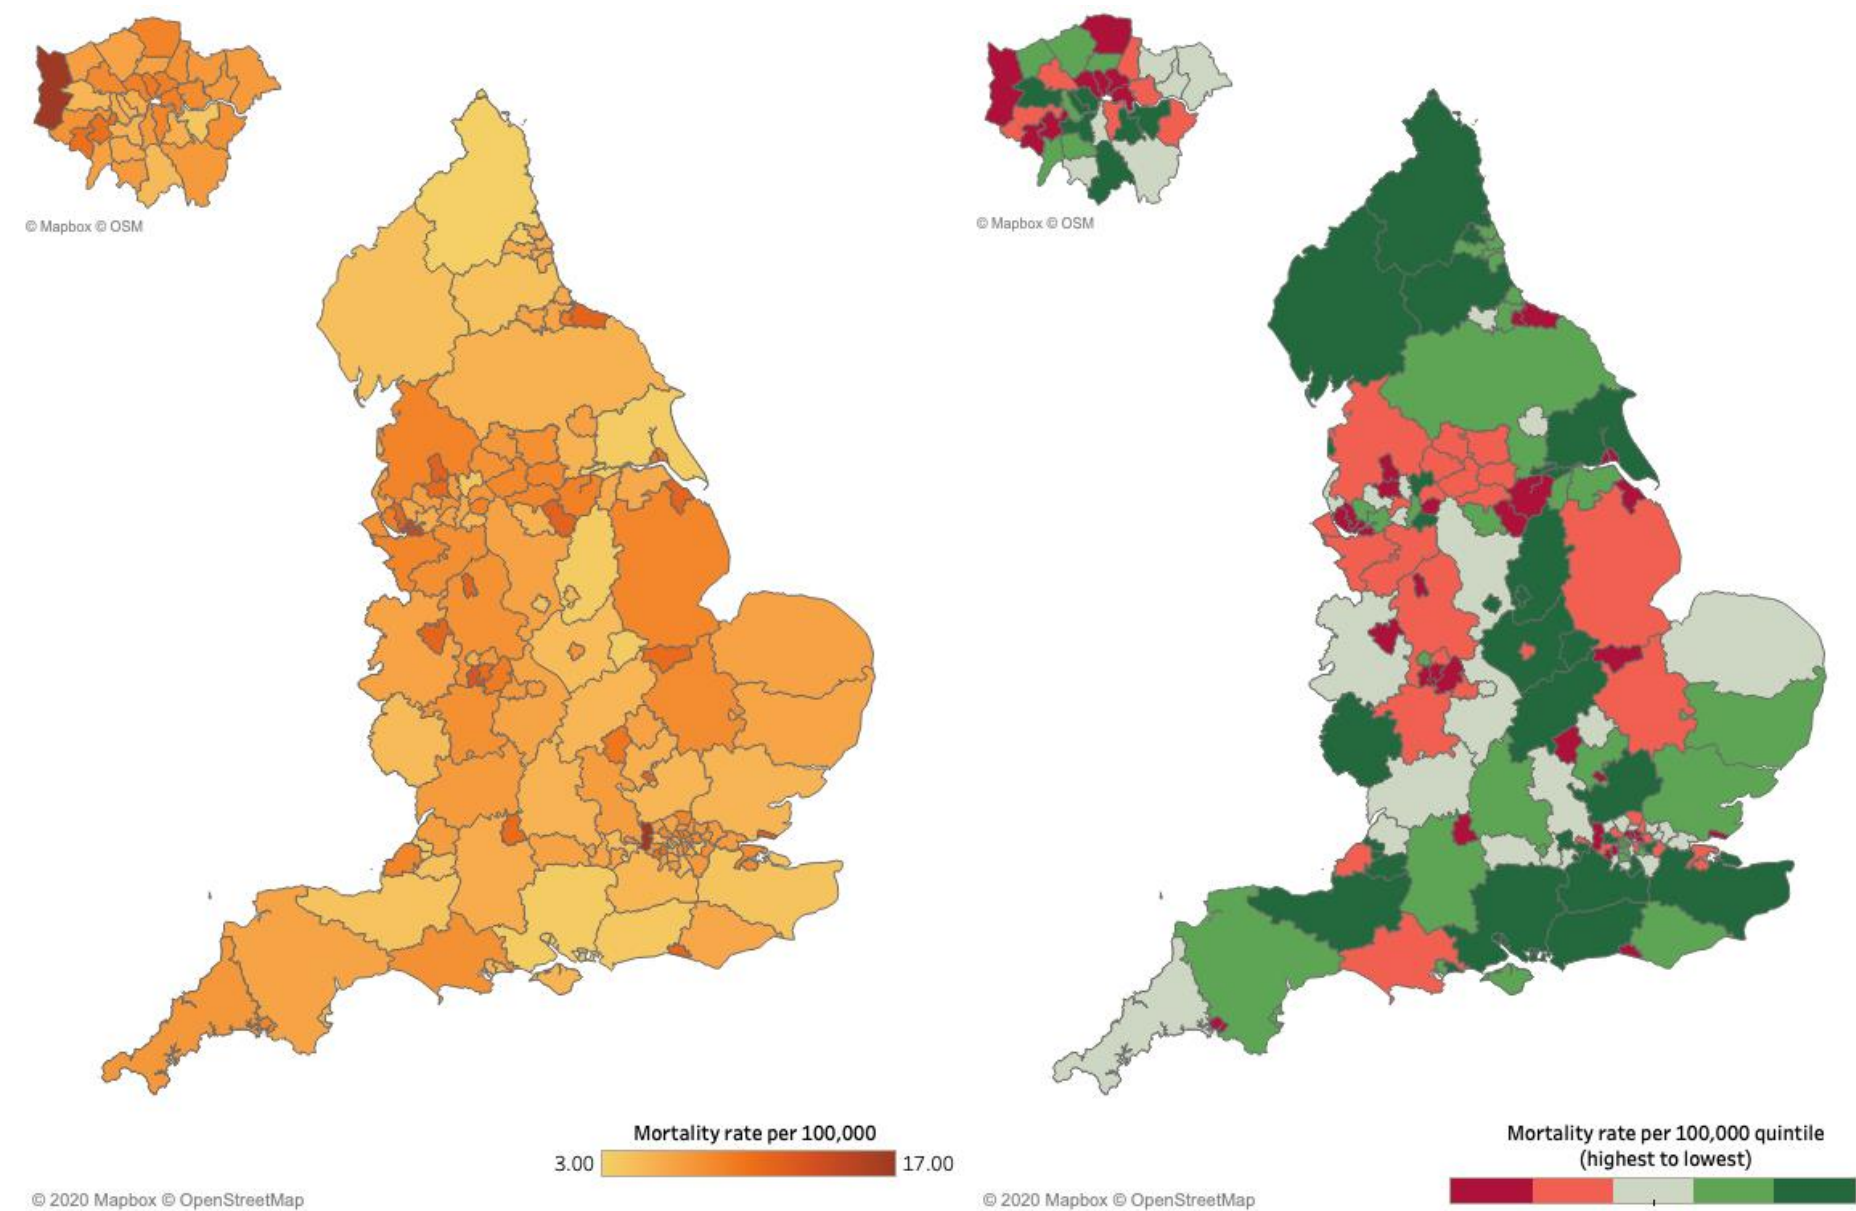 © Mapbox © OSM
© Mapbox © OSM
Mortality rate per 100,000
3.00
17.00
© 2020 Mapbox © OpenStreetMap
Mortality rate per 100,000 quintile
(highest to lowest)
© 2020 Mapbox © OpenStreetMap